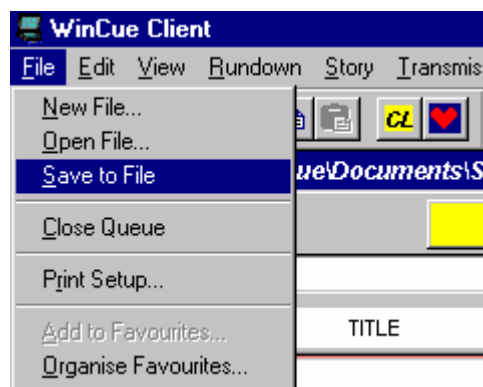 WinCue Client
File Edit View Rundown Story Transmis
New File...
Open File...
CL
Save to File
ue\Documents\S
Close Queue
Print Setup...
Add to Favourites...
TITLE
Organise Favourites...